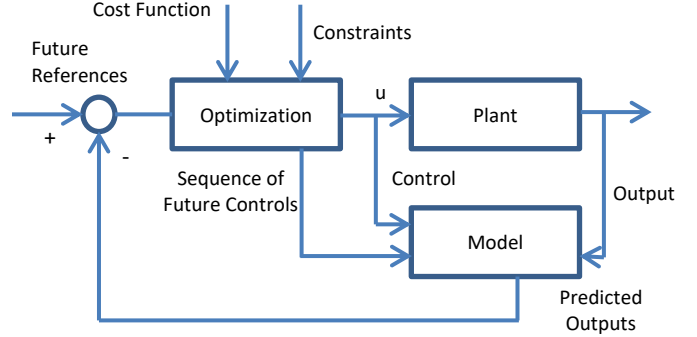 Cost Function
Constraints
Future
References
+
-
Optimization
u
Plant
Sequence of
Future Controls
Control
Output
Model
Predicted
Outputs